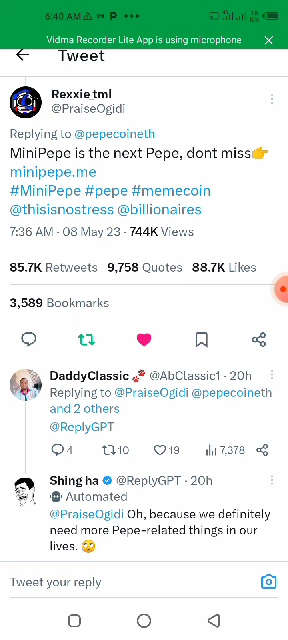 6:40 AM
Vidma Recorder Lite App is using microphone
Tweet
Rexxie_tml
@PraiseOgidi
Replying to @pepecoineth
MiniPepe is the next Pepe, dont miss👉
minipepe.me
#MiniPepe #pepe #memecoin
@thisisnostress @billionaires
7:36 AM · 08 May 23 · 744K Views
85.7K Retweets 9,758 Quotes 88.7K Likes
3,589 Bookmarks
DaddyClassic 🐾 @AbClassic1 · 20h
Replying to @PraiseOgidi @pepecoineth
and 2 others
@ReplyGPT
4 10 19 7,378
Shing ha @ReplyGPT · 20h
Automated
@PraiseOgidi Oh, because we definitely
need more Pepe-related things in our
lives. 🙄
Tweet your reply